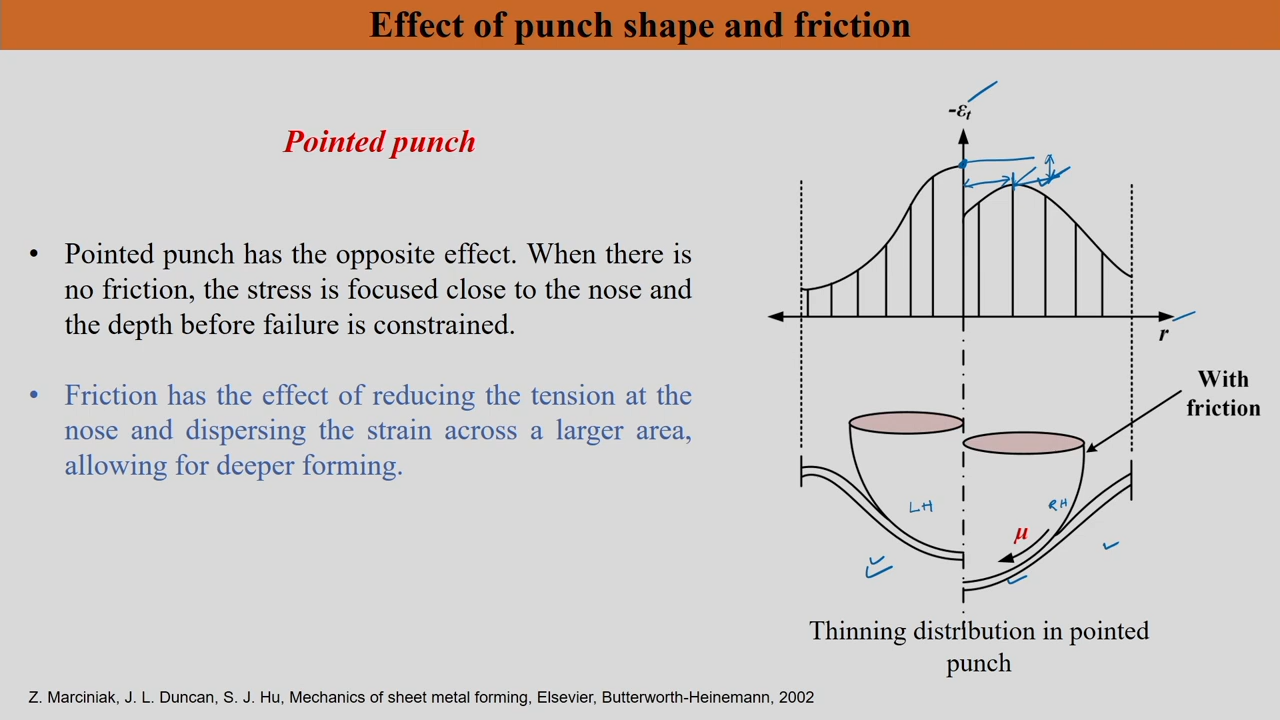 Effect of punch shape and friction
Pointed punch
• Pointed punch has the opposite effect. When there is
no friction, the stress is focused close to the nose and
the depth before failure is constrained.
• Friction has the effect of reducing the tension at the
nose and dispersing the strain across a larger area,
allowing for deeper forming.
-εt
r
With
friction
LH
RH
μ
Thinning distribution in pointed
punch
Z. Marciniak, J. L. Duncan, S. J. Hu, Mechanics of sheet metal forming, Elsevier, Butterworth-Heinemann, 2002